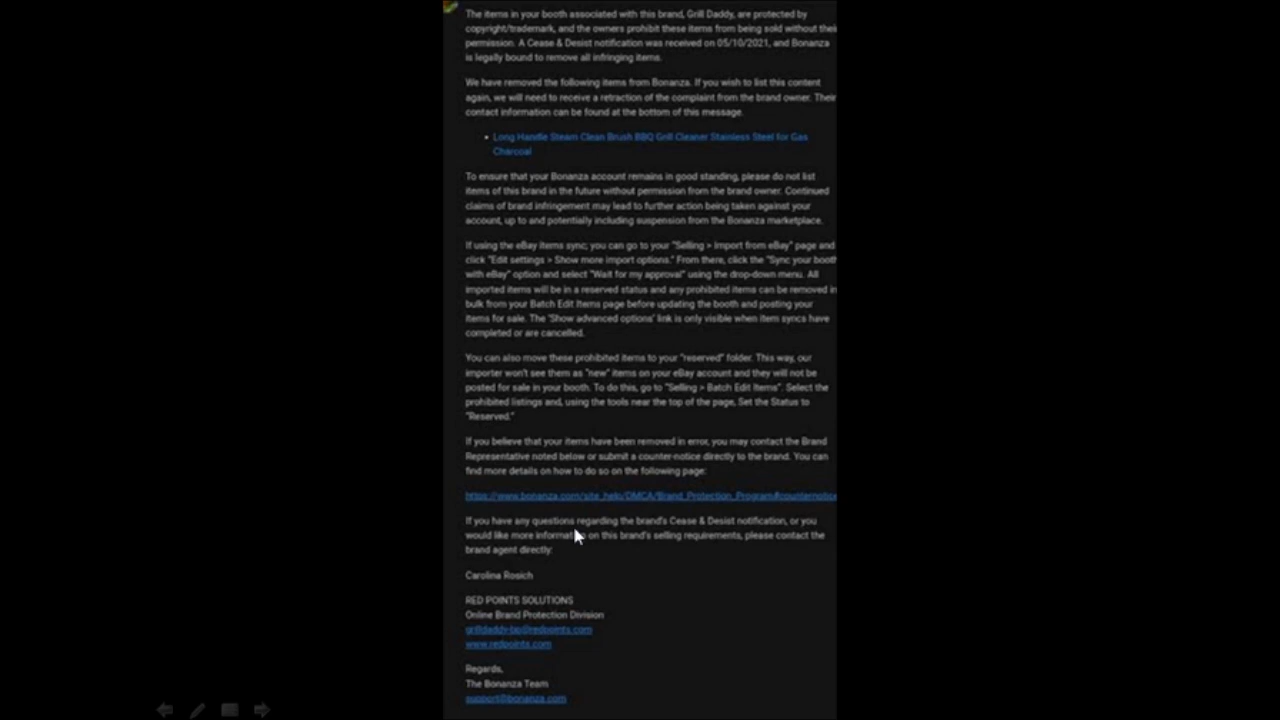 The items in your booth associated with this brand, Grill Daddy, are protected by
copyright/trademark, and the owners prohibit these items from being sold without their
permission. A Cease & Desist notification was received on 05/10/2021, and Bonanza
is legally bound to remove all infringing items.
We have removed the following items from Bonanza. If you wish to list this content
again, we will need to receive a retraction of the complaint from the brand owner. Their
contact information can be found at the bottom of this message.
• Long Handle Steam Clean Brush BBQ Grill Cleaner Stainless Steel for Gas
Charcoal
To ensure that your Bonanza account remains in good standing, please do not list
items of this brand in the future without permission from the brand owner. Continued
claims of brand infringement may lead to further action being taken against your
account, up to and potentially including suspension from the Bonanza marketplace.
If using the eBay items sync; you can go to your "Selling > Import from eBay" page and
click "Edit settings > Show more import options." From there, click the "Sync your booth
with eBay" option and select "Wait for my approval" using the drop-down menu. All
imported items will be in a reserved status and any prohibited items can be removed in
bulk from your Batch Edit Items page before updating the booth and posting your
items for sale. The 'Show advanced options' link is only visible when item syncs have
completed or are cancelled.
You can also move these prohibited items to your "reserved" folder. This way, our
importer won't see them as "new" items on your eBay account and they will not be
posted for sale in your booth. To do this, go to "Selling > Batch Edit Items". Select the
prohibited listings and, using the tools near the top of the page, Set the Status to
"Reserved."
If you believe that your items have been removed in error, you may contact the Brand
Representative noted below or submit a counter-notice directly to the brand. You can
find more details on how to do so on the following page:
https://www.bonanza.com/site_help/DMCA/Brand_Protection_Program#counternotice
If you have any questions regarding the brand's Cease & Desist notification, or you
would like more information on this brand's selling requirements, please contact the
brand agent directly:
Carolina Rosich
RED POINTS SOLUTIONS
Online Brand Protection Division
grilldaddy-bp@redpoints.com
www.redpoints.com
Regards,
The Bonanza Team
support@bonanza.com